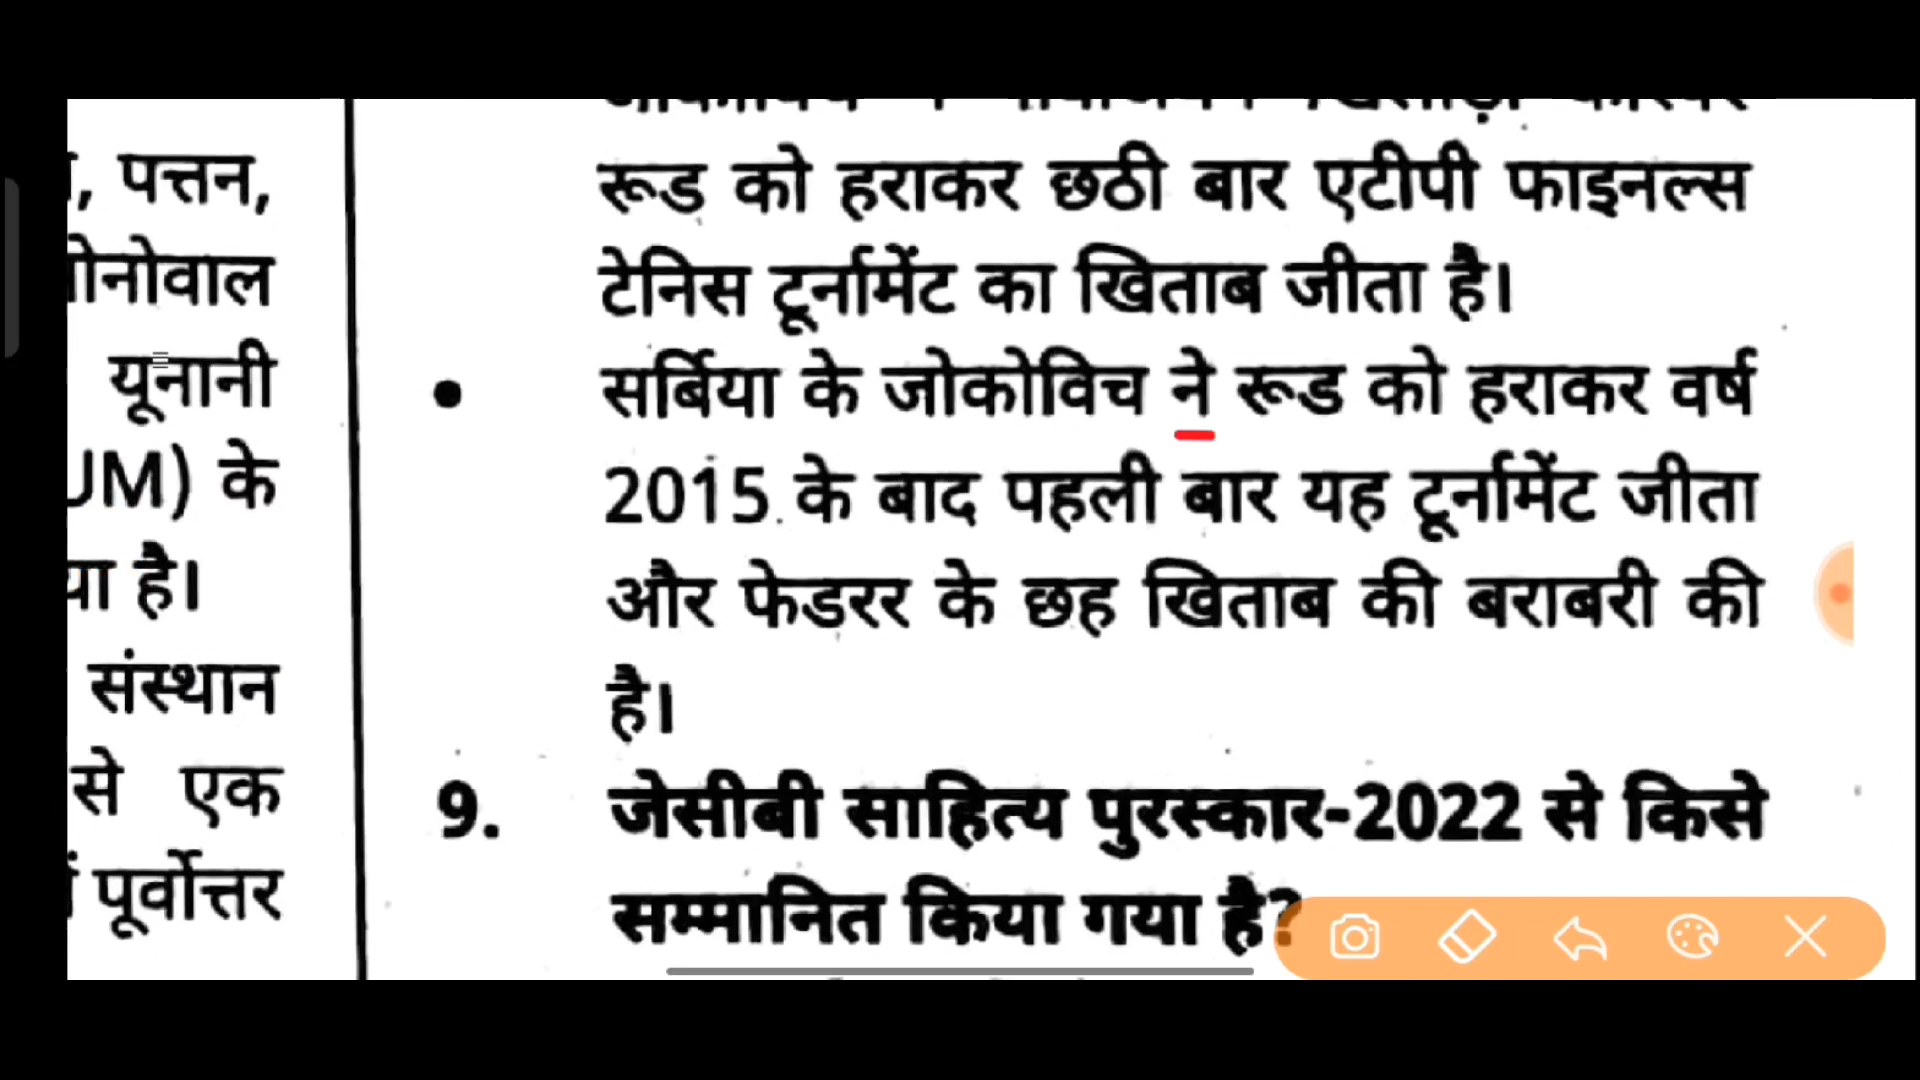 पत्तन,
यूनानी
के
है।
संस्थान
से एक
पूर्वोत्तर
रूड को हराकर छठी बार एटीपी फाइनल्स
टेनिस टूर्नामेंट का खिताब जीता है।
• सर्बिया के जोकोविच ने रूड को हराकर वर्ष
2015 के बाद पहली बार यह टूर्नामेंट जीता
और फेडरर के छह खिताब की बराबरी की
है।
9. जेसीबी साहित्य पुरस्कार-2022 से किसे
सम्मानित किया गया है?